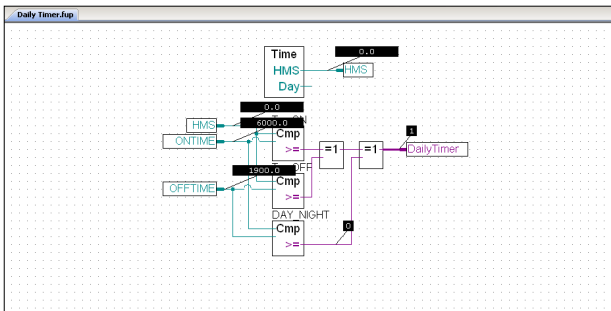 Daily Timer.fup
0.0
Time
HMS
HMS
Day
0.0
HMS
6000.0
ONTIME
Cmp
>=
=1
=1
1
DailyTimer
1900.0
OFFTIME
Cmp
>=
DAY_NIGHT
Cmp
>=
0